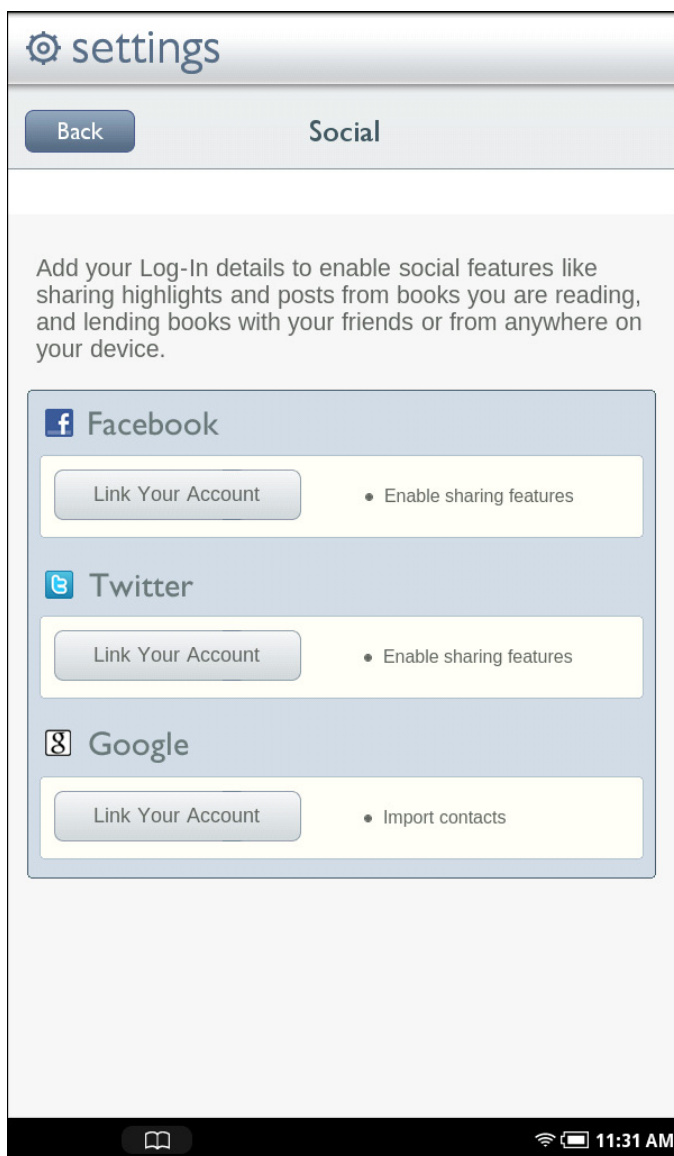 settings
Back
Social
Add your Log-In details to enable social features like
sharing highlights and posts from books you are reading,
and lending books with your friends or from anywhere on
your device.
Facebook
Link Your Account
• Enable sharing features
Twitter
Link Your Account
• Enable sharing features
Google
Link Your Account
• Import contacts
11:31 AM